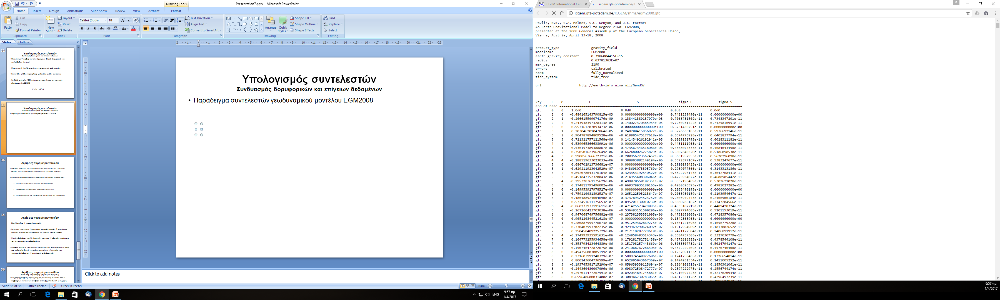 Presentation7.pptx - Microsoft PowerPoint
Drawing Tools
Home Insert Design Animations Slide Show Review View Acrobat Format
Paste
Cut
Copy
Format Painter
Clipboard
New Slide
Layout
Reset
Delete
Slides
Calibri (Body) 18
Font
Paragraph
Text Direction
Align Text
Convert to SmartArt
Arrange
Quick Styles
Shape Fill
Shape Outline
Shape Effects
Drawing
Find
Replace
Select
Editing
Slides Outline
32
Υπολογισμός συντελεστών
33
Υπολογισμός συντελεστών
34
Ακρίβειες παραμέτρων πεδίου
35
Ακρίβειες παραμέτρων πεδίου
36
Ακρίβειες παραμέτρων πεδίου
Υπολογισμός συντελεστών
Συνδυασμός δορυφορικών και επίγειων δεδομένων
• Παράδειγμα συντελεστών γεωδυναμικού μοντέλου EGM2008
Click to add notes
Slide 33 of 38 "Office Theme" Greek (Greece) 100%
ENG 9:57 πμ
1/4/2017
ICGEM International Cen
icgem.gfz-potsdam.de/IC
icgem.gfz-potsdam.de/ICGEM/shms/egm2008.gfc
Pavlis, N.K., S.A. Holmes, S.C. Kenyon, and J.K. Factor:
An Earth Gravitational Model to Degree 2160: EGM2008,
presented at the 2008 General Assembly of the European Geosciences Union,
Vienna, Austria, April 13-18, 2008.
product_type gravity_field
modelname EGM2008
earth_gravity_constant 0.3986004415E+15
radius 0.63781363E+07
max_degree 2190
errors calibrated
norm fully_normalized
tide_system tide_free
url http://earth-info.nima.mil/GandG/
key L M C S sigma C sigma S
end_of_head
gfc 0 0 1.0d0 0.0d0 0.0d0 0.0d0
gfc 2 0 -0.484165143790815e-03 0.000000000000000e+00 0.7481239490e-11 0.0000000000e+00
gfc 2 1 -0.206615509074176e-09 0.138441389137979e-08 0.7063781502e-11 0.7348347201e-11
gfc 2 2 0.243938357328313e-05 -0.140027370385934e-05 0.7230231722e-11 0.7425816951e-11
gfc 3 0 0.957161207093473e-06 0.000000000000000e+00 0.5731430751e-11 0.0000000000e+00
gfc 3 1 0.203046201047864e-05 0.248200415856872e-06 0.5726633183e-11 0.5976692146e-11
gfc 3 2 0.904787894809528e-06 -0.619005475177618e-06 0.6374776928e-11 0.6401837794e-11
gfc 3 3 0.721321757121568e-06 0.141434926192941e-05 0.6029131793e-11 0.6028311182e-11
gfc 4 0 0.539965866638991e-06 0.000000000000000e+00 0.4431111968e-11 0.0000000000e+00
gfc 4 1 -0.536157389388867e-06 -0.473567346518086e-06 0.4568074333e-11 0.4684043490e-11
gfc 4 2 0.350501623962649e-06 0.662480026275829e-06 0.5307840320e-11 0.5186098530e-11
gfc 4 3 0.990856766672321e-06 -0.200956723567452e-06 0.5631952953e-11 0.5620296098e-11
gfc 4 4 -0.188519633023033e-06 0.308803882149194e-06 0.5372877167e-11 0.5383247677e-11
gfc 5 0 0.686702913736681e-07 0.000000000000000e+00 0.2910198425e-11 0.0000000000e+00
gfc 5 1 -0.629211923042529e-07 -0.943698073395769e-07 0.2989077566e-11 0.3143313186e-11
gfc 5 2 0.652078043176164e-06 -0.323353192540522e-06 0.3822796143e-11 0.3642768431e-11
gfc 5 3 -0.451847152328843e-06 -0.214955408306046e-06 0.4725934077e-11 0.4688985442e-11
gfc 5 4 -0.295328761175629e-06 0.498070550102351e-07 0.5332198489e-11 0.5302621028e-11
gfc 5 5 0.174811795496002e-06 -0.669379935180165e-06 0.4980396595e-11 0.4981027282e-11
gfc 6 0 -0.149953927978527e-06 0.000000000000000e+00 0.2035490195e-11 0.0000000000e+00
gfc 6 1 -0.759210081892527e-07 0.265122593213647e-07 0.2085980159e-11 0.2193954647e-11
gfc 6 2 0.486488924604690e-07 -0.373789324523752e-06 0.2603949443e-11 0.2466506184e-11
gfc 6 3 0.572451611175653e-07 0.895201130010730e-08 0.3380286162e-11 0.3347204566e-11
gfc 6 4 -0.860237937191611e-07 -0.471425573429095e-06 0.4535102219e-11 0.4489428324e-11
gfc 6 5 -0.267166423703038e-06 -0.536493151500206e-06 0.5097794605e-11 0.5101153019e-11
gfc 6 6 0.947068749756882e-08 -0.237382353351005e-06 0.4731651005e-11 0.4728357086e-11
gfc 7 0 0.905120844521618e-07 0.000000000000000e+00 0.1542363963e-11 0.0000000000e+00
gfc 7 1 0.280887555776673e-06 0.951259362869275e-07 0.1561721696e-11 0.1656779220e-11
gfc 7 2 0.330407993702235e-06 0.929969290624092e-07 0.1917954909e-11 0.1813082652e-11
gfc 7 3 0.250458409225729e-06 -0.217118287729610e-06 0.2421172504e-11 0.2406891912e-11
gfc 7 4 -0.274993935591631e-06 -0.124058403514343e-06 0.3384737305e-11 0.3327030779e-11
gfc 7 5 0.164773255934658e-08 0.179281782751438e-07 0.4372616383e-11 0.4378544108e-11
gfc 7 6 -0.358798423464889e-06 0.151798257443669e-06 0.5033507782e-11 0.5024794147e-11
gfc 7 7 0.150746472872675e-08 0.241068767286303e-07 0.4572229702e-11 0.4570746400e-11
gfc 8 0 0.494756003005199e-07 0.000000000000000e+00 0.1237051133e-11 0.0000000000e+00
gfc 8 1 0.231607991248329e-07 0.588974540927606e-07 0.1241750465e-11 0.1326654814e-11
gfc 8 2 0.800143604736599e-07 0.652805043667369e-07 0.1494951534e-11 0.1411005252e-11
gfc 8 3 -0.193745381715290e-07 -0.859639339125694e-07 0.1864101313e-11 0.1850301061e-11
gfc 8 4 -0.244360480007096e-06 0.698072508472777e-07 0.2597222975e-11 0.2556744174e-11
gfc 8 5 -0.257011477267991e-07 0.892034891745881e-07 0.3210497723e-11 0.3217620934e-11
gfc 8 6 -0.659648680031408e-07 0.308946730783065e-06 0.4312331128e-11 0.4296497239e-11
9:57 πμ
1/4/2017